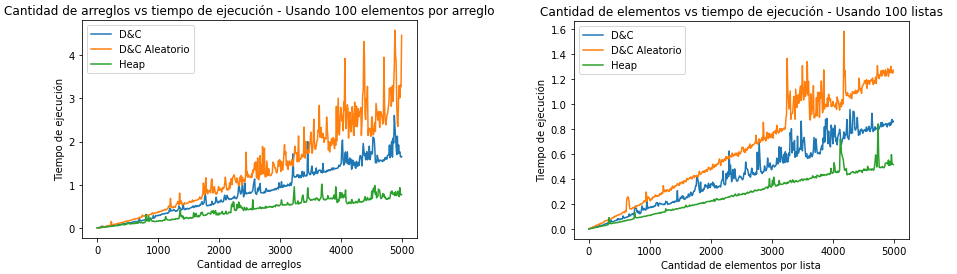 Cantidad de arreglos vs tiempo de ejecución - Usando 100 elementos por arreglo
D&C
D&C Aleatorio
Heap
4
3
2
1
0
Tiempo de ejecución
0
1000
2000
3000
4000
5000
Cantidad de arreglos
Cantidad de elementos vs tiempo de ejecución - Usando 100 listas
D&C
D&C Aleatorio
Heap
1.6
1.4
1.2
1.0
0.8
0.6
0.4
0.2
0.0
Tiempo de ejecución
0
1000
2000
3000
4000
5000
Cantidad de elementos por lista